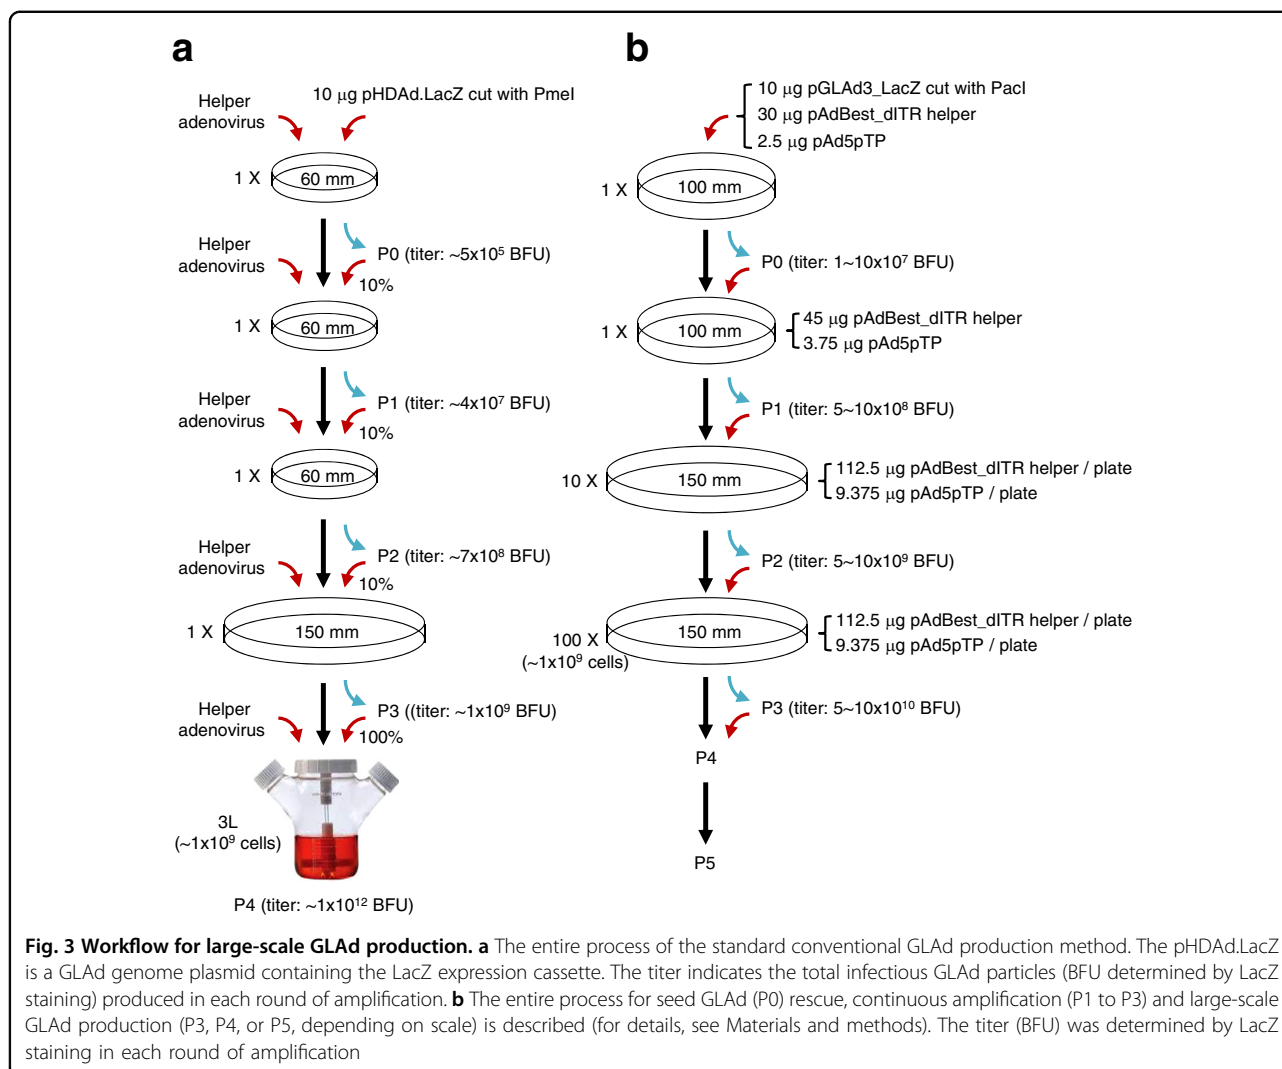 a
Helper
adenovirus
10 µg pHDAd.LacZ cut with PmeI
1 X
60 mm
Helper
adenovirus
P0 (titer: ~5x10⁵ BFU)
10%
1 X
60 mm
Helper
adenovirus
P1 (titer: ~4x10⁷ BFU)
10%
1 X
60 mm
Helper
adenovirus
P2 (titer: ~7x10⁸ BFU)
10%
1 X
150 mm
Helper
adenovirus
P3 ((titer: ~1x10⁹ BFU)
100%
3L
(~1x10⁹ cells)
P4 (titer: ~1x10¹² BFU)
b
10 µg pGLAd3_LacZ cut with PacI
30 µg pAdBest_dITR helper
2.5 µg pAd5pTP
1 X
100 mm
P0 (titer: 1~10x10⁷ BFU)
1 X
100 mm
45 µg pAdBest_dITR helper
3.75 µg pAd5pTP
P1 (titer: 5~10x10⁸ BFU)
10 X
150 mm
112.5 µg pAdBest_dITR helper / plate
9.375 µg pAd5pTP / plate
P2 (titer: 5~10x10⁹ BFU)
100 X
(~1x10⁹ cells)
150 mm
112.5 µg pAdBest_dITR helper / plate
9.375 µg pAd5pTP / plate
P3 (titer: 5~10x10¹⁰ BFU)
P4
P5
Fig. 3 Workflow for large-scale GLAd production. a The entire process of the standard conventional GLAd production method. The pHDAd.LacZ
is a GLAd genome plasmid containing the LacZ expression cassette. The titer indicates the total infectious GLAd particles (BFU determined by LacZ
staining) produced in each round of amplification. b The entire process for seed GLAd (P0) rescue, continuous amplification (P1 to P3) and large-scale
GLAd production (P3, P4, or P5, depending on scale) is described (for details, see Materials and methods). The titer (BFU) was determined by LacZ
staining in each round of amplification